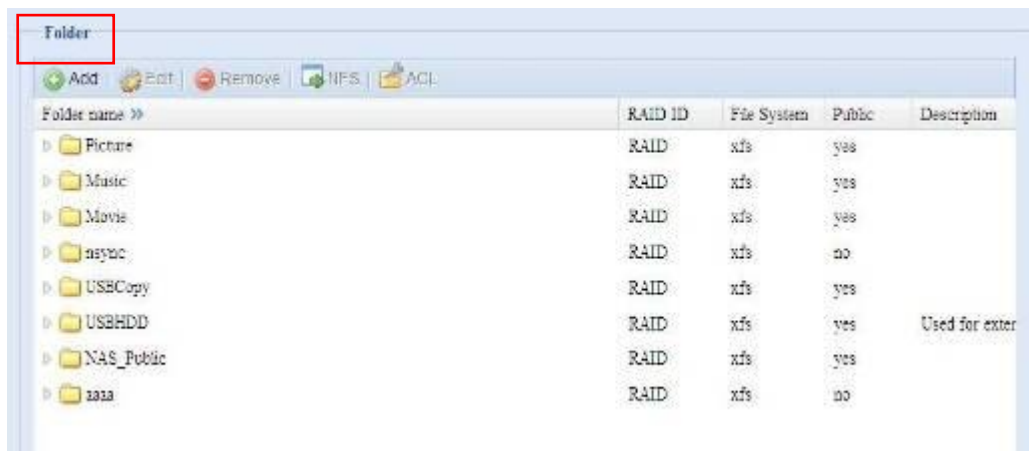 Folder
Add Edit Remove NFS ACL
Folder name » RAID ID File System Public Description
Picture RAID xfs yes
Music RAID xfs yes
Movie RAID xfs yes
nsync RAID xfs no
USBCopy RAID xfs yes
USBHDD RAID xfs yes Used for exter
NAS_Public RAID xfs yes
aaaa RAID xfs no